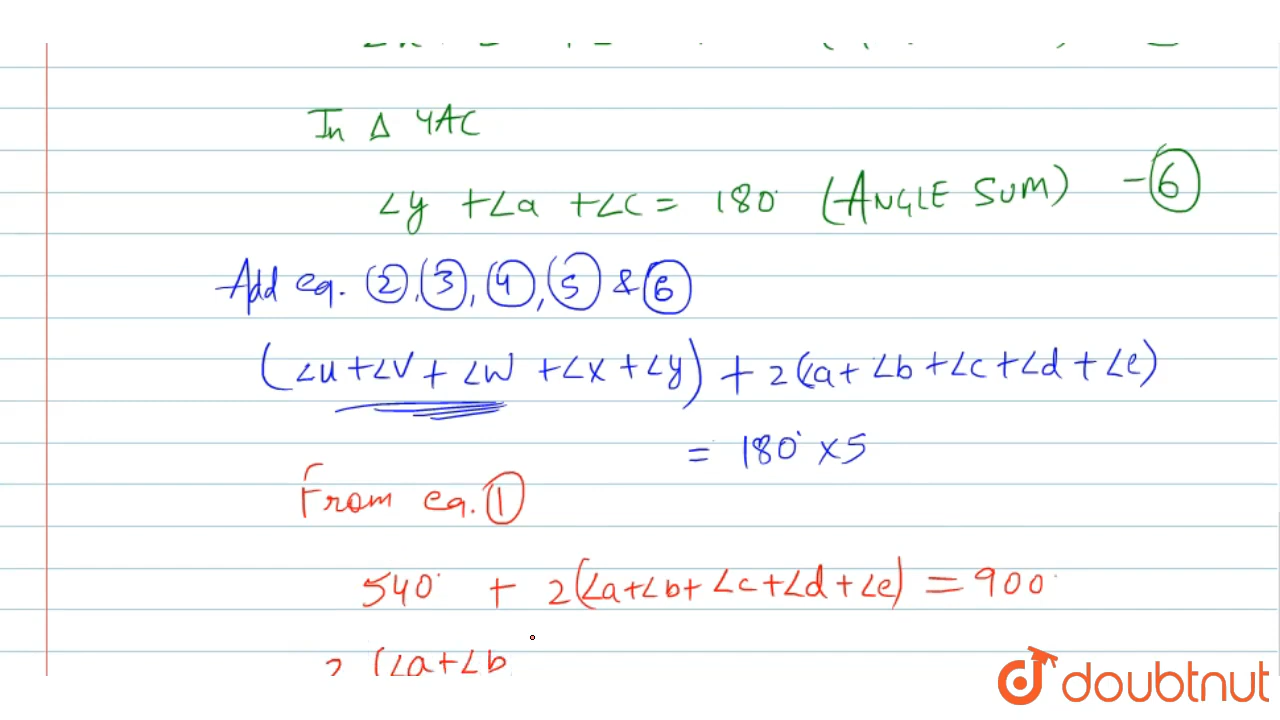 In Δ YAC
∠y + ∠a + ∠c = 180° (ANGLE SUM) - ⑥
Add eq. ②, ③, ④, ⑤ & ⑥
(∠u + ∠v + ∠w + ∠x + ∠y) + 2(∠a + ∠b + ∠c + ∠d + ∠e)
= 180° × 5
From eq. ①
540° + 2(∠a + ∠b + ∠c + ∠d + ∠e) = 900°
2 (∠a + ∠b
doubtnut